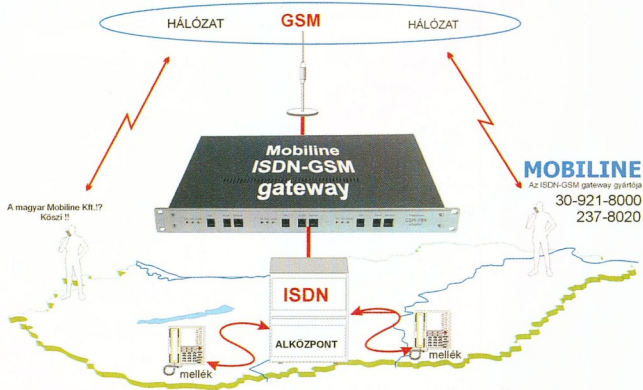 HÁLÓZAT GSM HÁLÓZAT
Mobiline
ISDN-GSM
gateway
MOBILINE
Az ISDN-GSM gateway gyártója
30-921-8000
237-8020
A magyar Mobiline Kft.!?
Köszi !!
ISDN
ALKÖZPONT
mellék
mellék